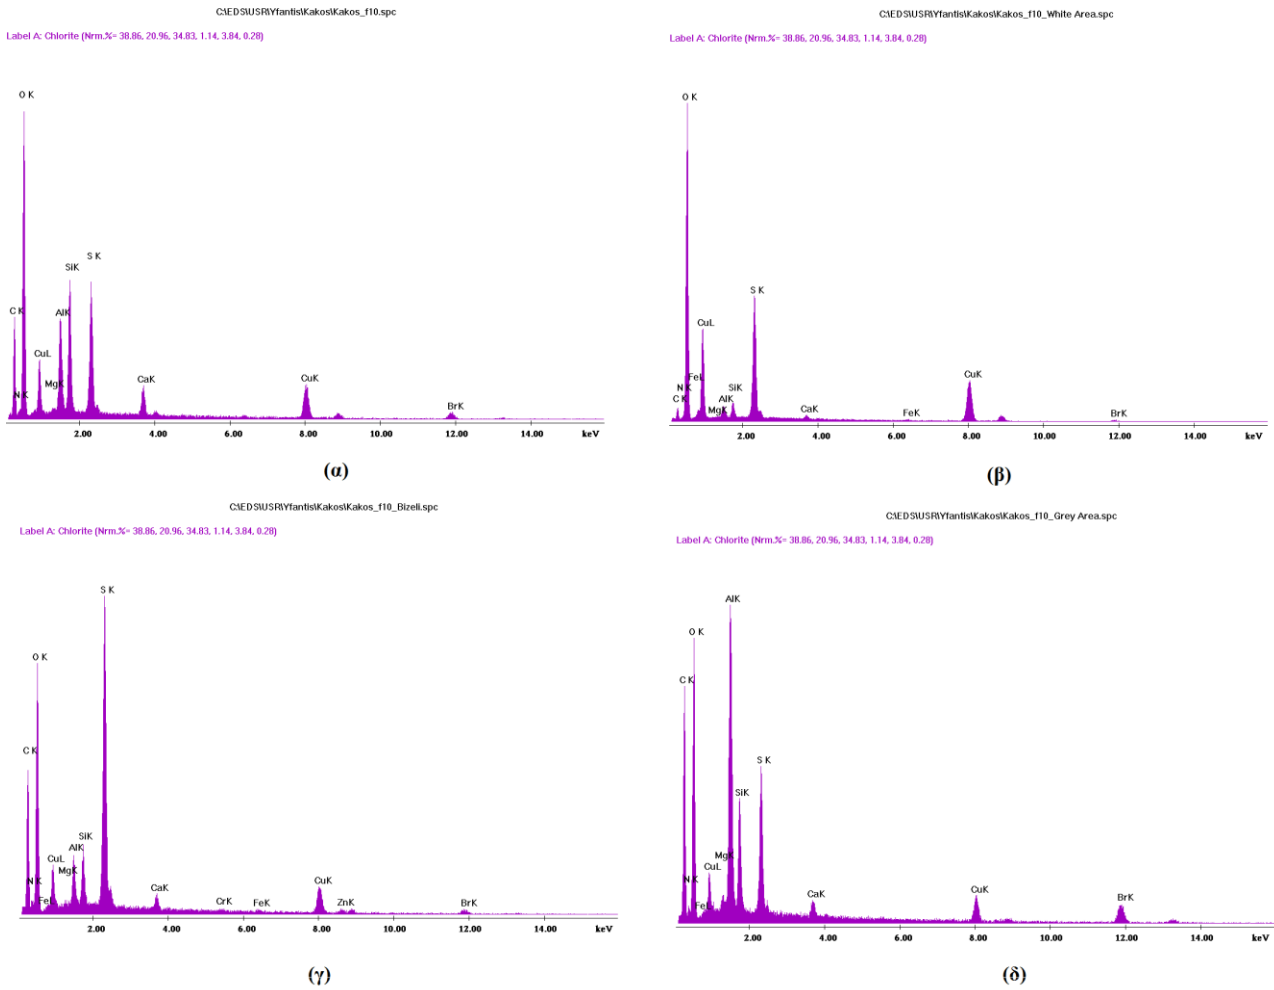 C:\EDS\USR\Yfantis\Kakos\Kakos_f10.spc
Label A: Chlorite (Nrm.%= 38.86, 20.96, 34.83, 1.14, 3.84, 0.28)
O K
S K
SiK
C K
AlK
CuL
MgK
N K
CaK
CuK
BrK
2.00 4.00 6.00 8.00 10.00 12.00 14.00 keV
(α)
C:\EDS\USR\Yfantis\Kakos\Kakos_f10_White Area.spc
Label A: Chlorite (Nrm.%= 38.86, 20.96, 34.83, 1.14, 3.84, 0.28)
O K
S K
CuL
CuK
FeL
N K
SiK
C K
AlK
MgK
CaK
FeK
BrK
2.00 4.00 6.00 8.00 10.00 12.00 14.00 keV
(β)
C:\EDS\USR\Yfantis\Kakos\Kakos_f10_Bizeli.spc
Label A: Chlorite (Nrm.%= 38.86, 20.96, 34.83, 1.14, 3.84, 0.28)
S K
O K
C K
SiK
AlK
CuL
MgK
N K
FeL
CaK
CrK
FeK
CuK
ZnK
BrK
2.00 4.00 6.00 8.00 10.00 12.00 14.00 keV
(γ)
C:\EDS\USR\Yfantis\Kakos\Kakos_f10_Grey Area.spc
Label A: Chlorite (Nrm.%= 38.86, 20.96, 34.83, 1.14, 3.84, 0.28)
AlK
O K
C K
S K
SiK
MgK
CuL
N K
FeL
CaK
CuK
BrK
2.00 4.00 6.00 8.00 10.00 12.00 14.00 keV
(δ)